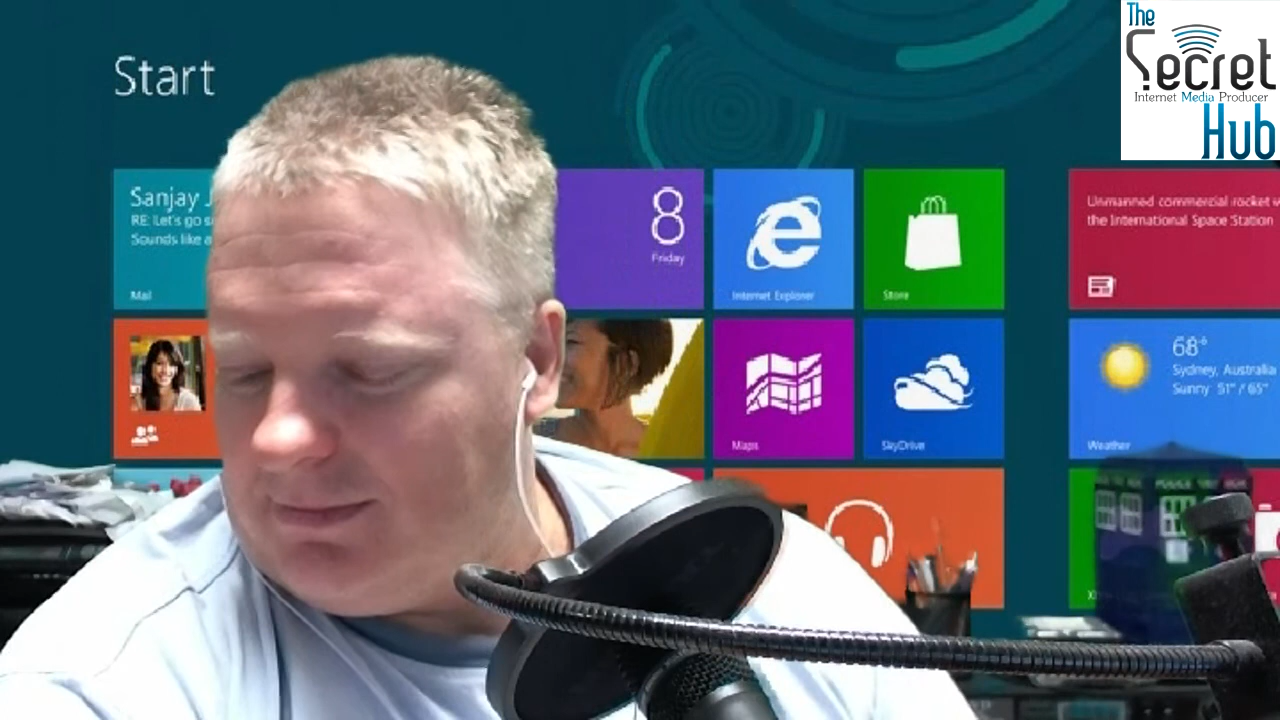 Start
The
Secret
Internet Media Producer
Hub
Sanjay J
RE: Let's go s
Sounds like a
Mail
8
Friday
Internet Explorer
Store
Unmanned commercial rocket
the International Space Station
Maps
SkyDrive
68°
Sydney, Australia
Sunny 51° / 65°
Weather
POLICE